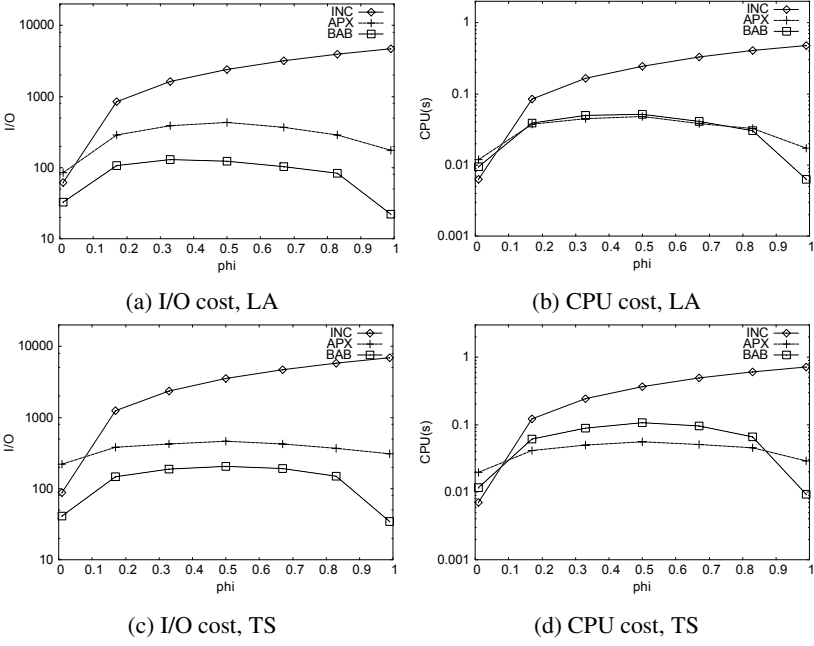 INC
APX
BAB
10000
1000
100
10
I/O
0 0.1 0.2 0.3 0.4 0.5 0.6 0.7 0.8 0.9 1
phi
(a) I/O cost, LA
INC
APX
BAB
1
0.1
0.01
0.001
CPU(s)
0 0.1 0.2 0.3 0.4 0.5 0.6 0.7 0.8 0.9 1
phi
(b) CPU cost, LA
INC
APX
BAB
10000
1000
100
10
I/O
0 0.1 0.2 0.3 0.4 0.5 0.6 0.7 0.8 0.9 1
phi
(c) I/O cost, TS
INC
APX
BAB
1
0.1
0.01
0.001
CPU(s)
0 0.1 0.2 0.3 0.4 0.5 0.6 0.7 0.8 0.9 1
phi
(d) CPU cost, TS